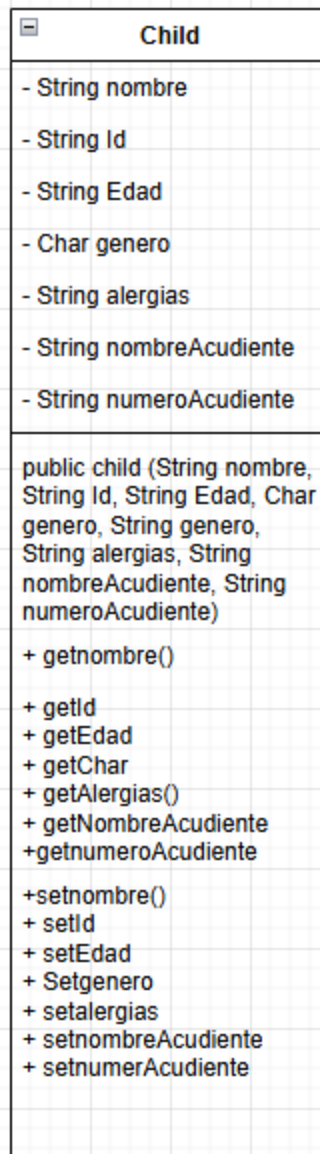 Child
- String nombre
- String Id
- String Edad
- Char genero
- String alergias
- String nombreAcudiente
- String numeroAcudiente
public child (String nombre,
String Id, String Edad, Char
genero, String genero,
String alergias, String
nombreAcudiente, String
numeroAcudiente)
+ getnombre()
+ getId
+ getEdad
+ getChar
+ getAlergias()
+ getNombreAcudiente
+getnumeroAcudiente
+setnombre()
+ setId
+ setEdad
+ Setgenero
+ setalergias
+ setnombreAcudiente
+ setnumerAcudiente